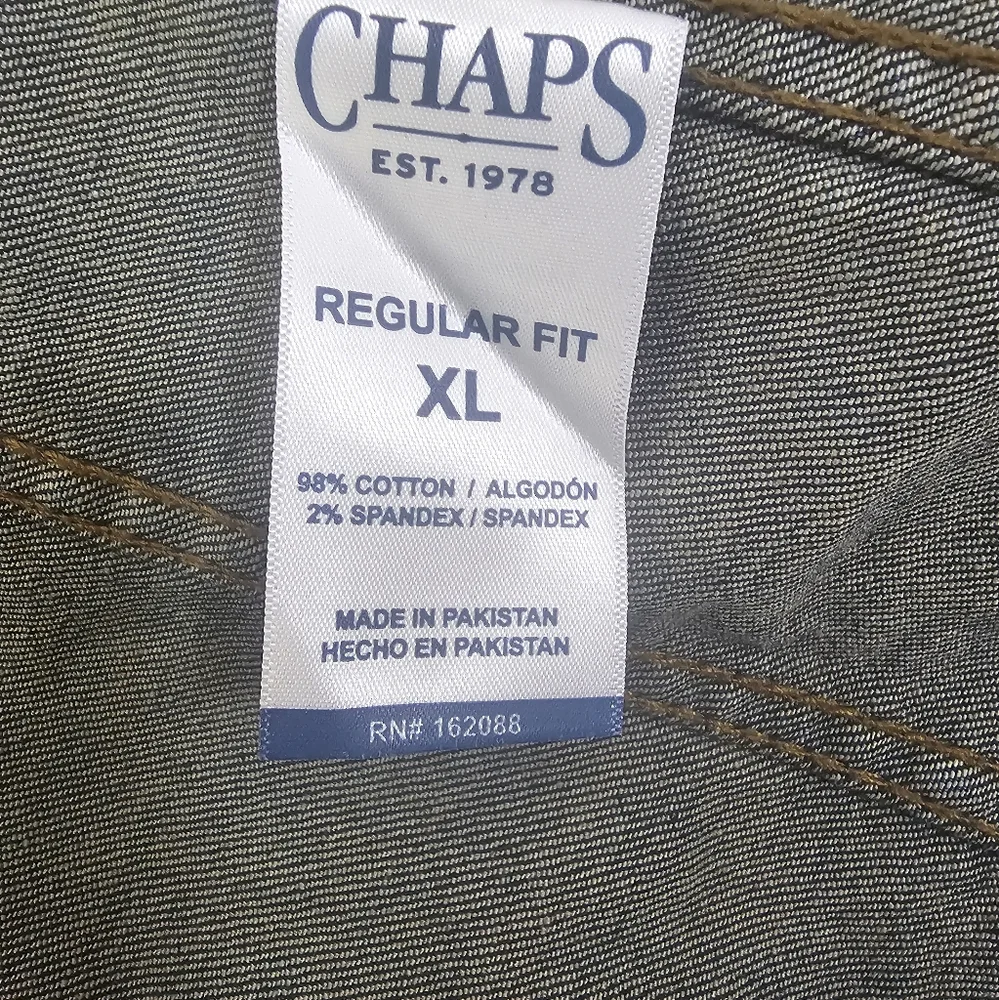 CHAPS
EST. 1978
REGULAR FIT
XL
98% COTTON / ALGODÓN
2% SPANDEX / SPANDEX
MADE IN PAKISTAN
HECHO EN PAKISTAN
RN# 162088